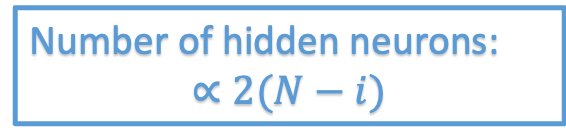 Number of hidden neurons:
∝ 2(N − i)